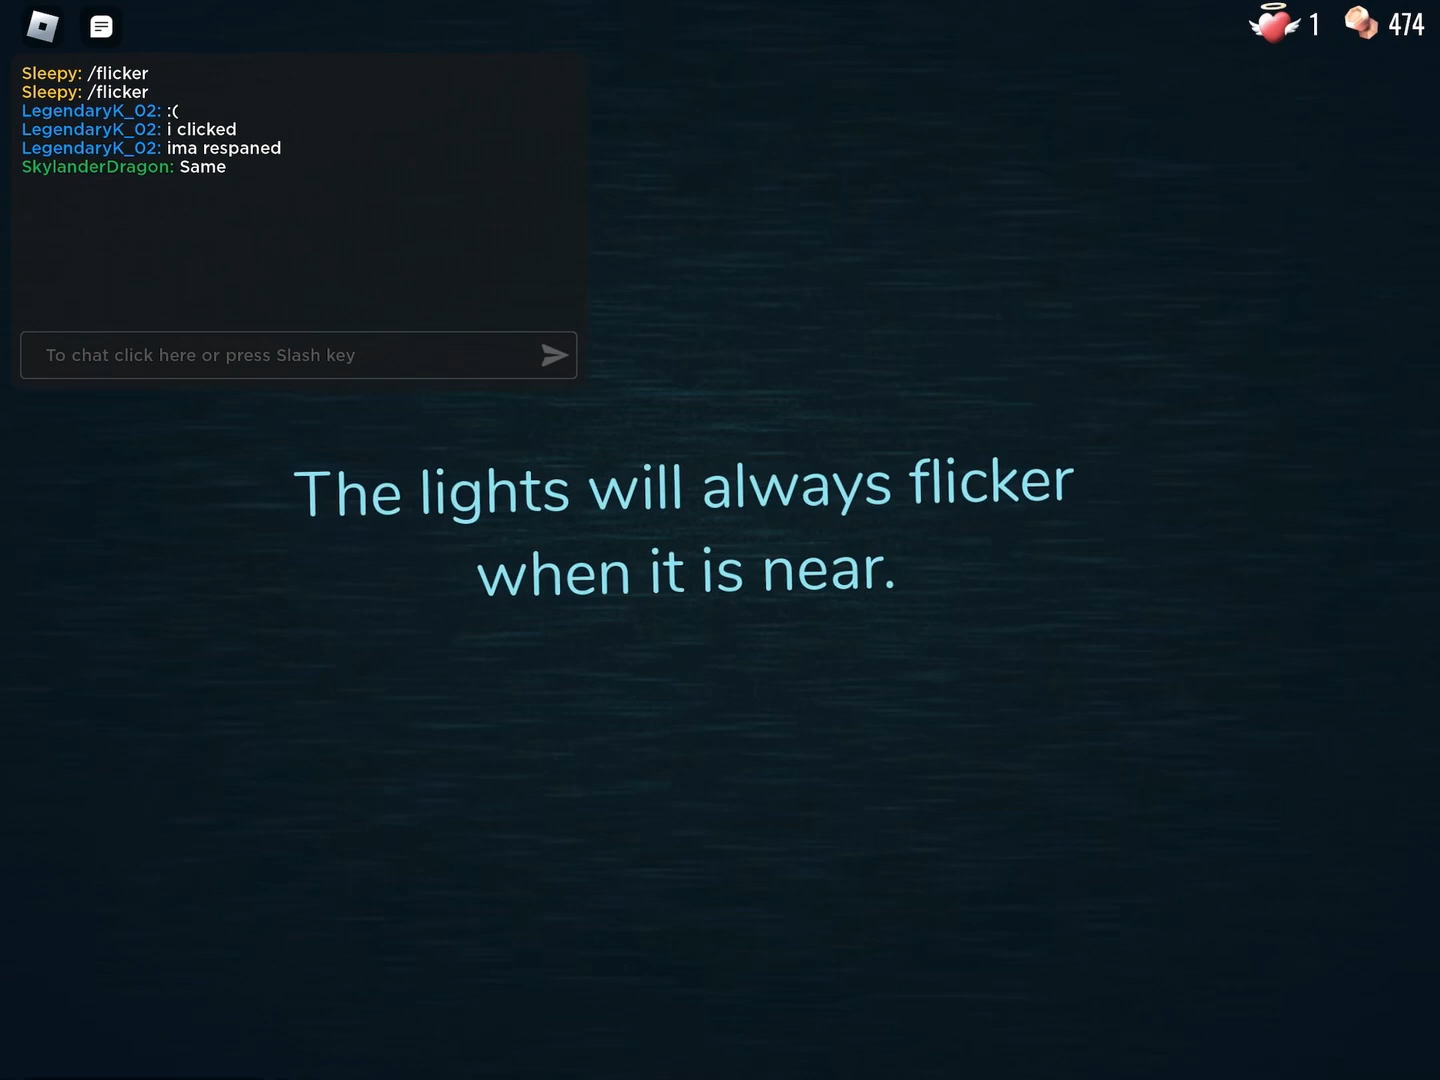 1 474
Sleepy: /flicker
Sleepy: /flicker
LegendaryK_02: :(
LegendaryK_02: i clicked
LegendaryK_02: ima respaned
SkylanderDragon: Same
To chat click here or press Slash key
The lights will always flicker
when it is near.